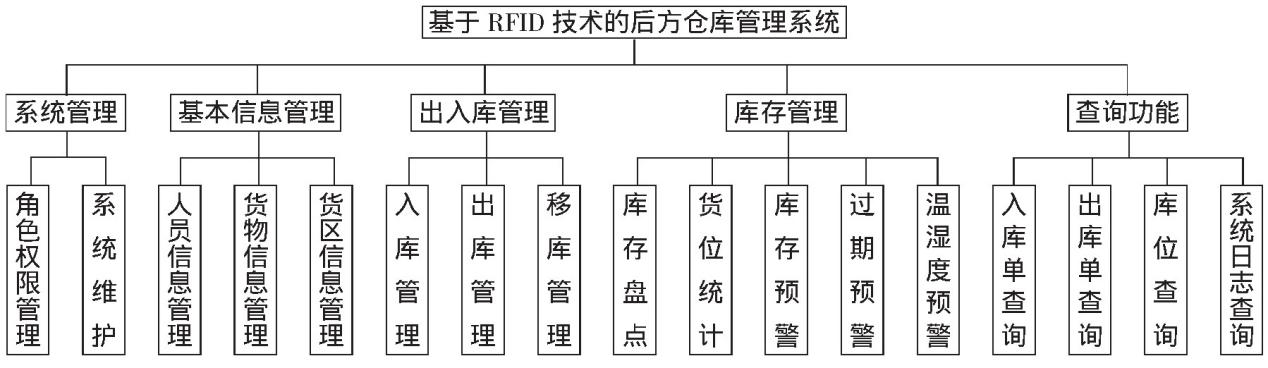 基于 RFID 技术的后方仓库管理系统
系统管理
基本信息管理
出入库管理
库存管理
查询功能
角色权限管理
系统维护
人员信息管理
货物信息管理
货区信息管理
入库管理
出库管理
移库管理
库存盘点
货位统计
库存预警
过期预警
温湿度预警
入库单查询
出库单查询
库位查询
系统日志查询